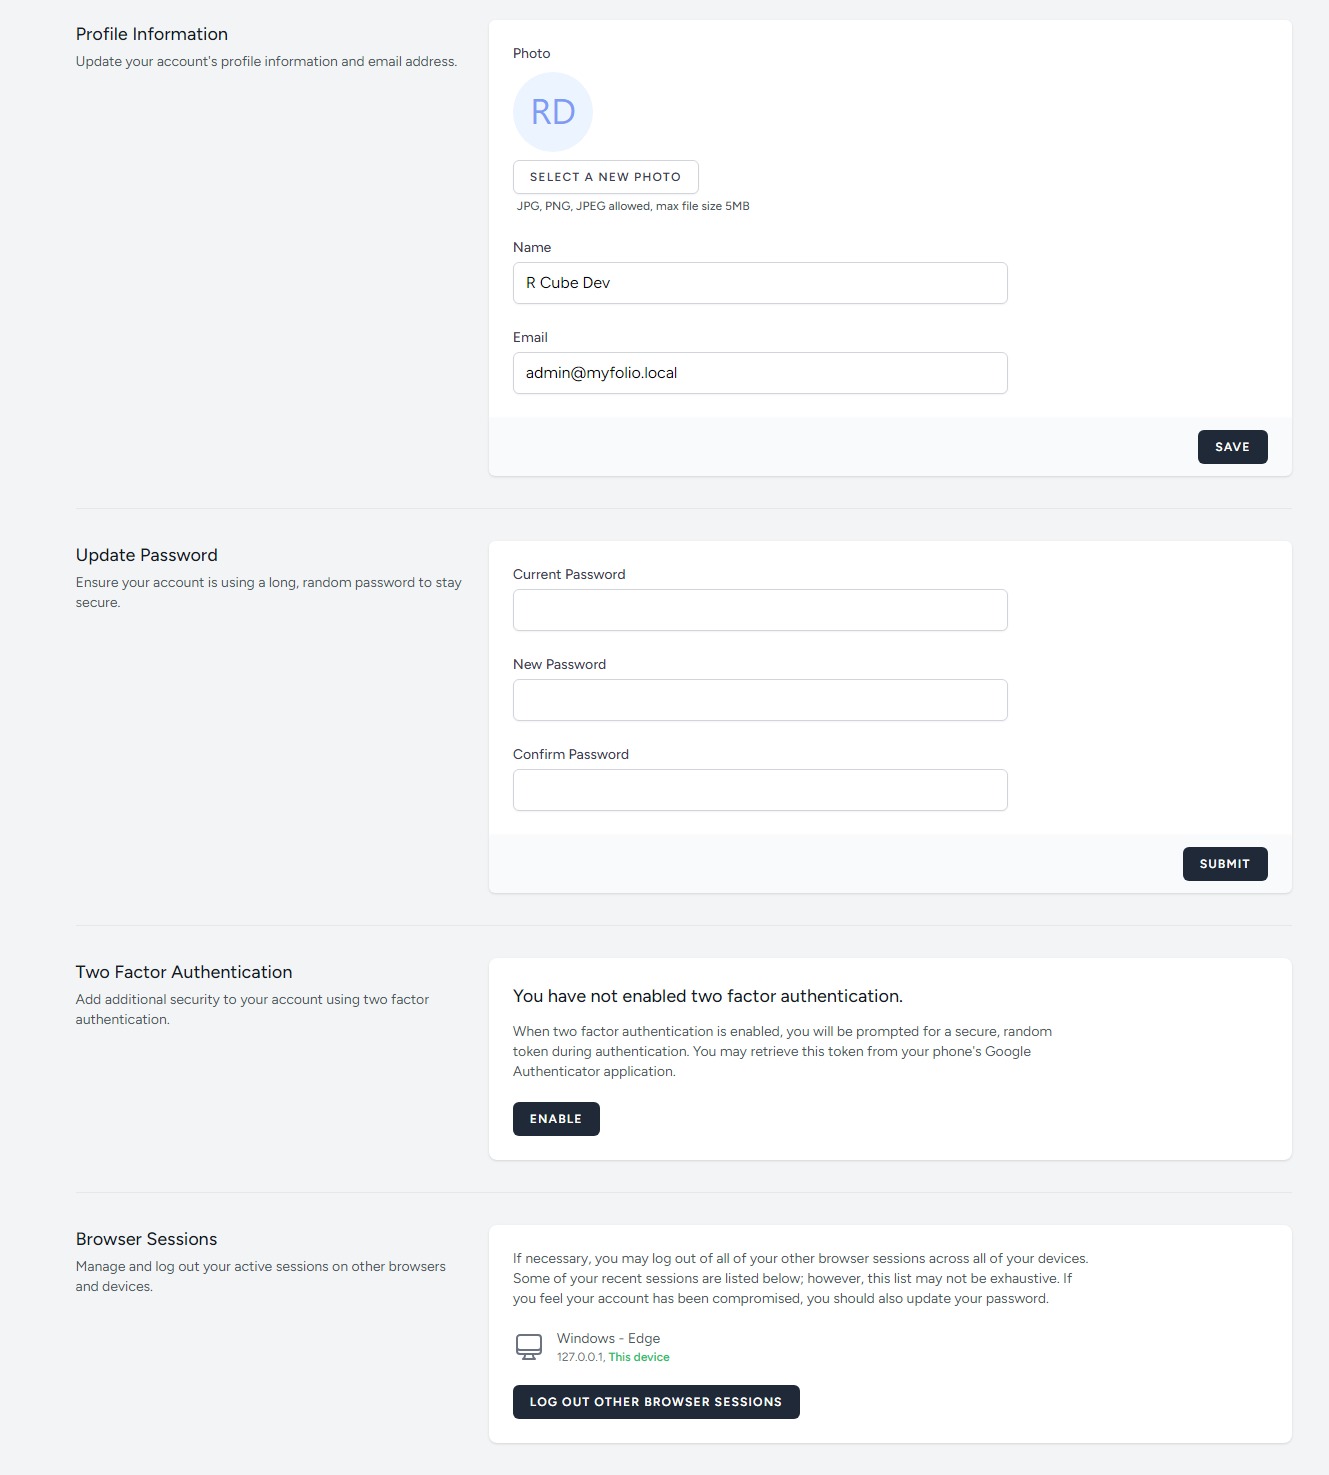 Profile Information
Update your account's profile information and email address.
Photo
RD
SELECT A NEW PHOTO
JPG, PNG, JPEG allowed, max file size 5MB
Name
R Cube Dev
Email
admin@myfolio.local
SAVE
Update Password
Ensure your account is using a long, random password to stay
secure.
Current Password
New Password
Confirm Password
SUBMIT
Two Factor Authentication
Add additional security to your account using two factor
authentication.
You have not enabled two factor authentication.
When two factor authentication is enabled, you will be prompted for a secure, random
token during authentication. You may retrieve this token from your phone's Google
Authenticator application.
ENABLE
Browser Sessions
Manage and log out your active sessions on other browsers
and devices.
If necessary, you may log out of all of your other browser sessions across all of your devices.
Some of your recent sessions are listed below; however, this list may not be exhaustive. If
you feel your account has been compromised, you should also update your password.
Windows - Edge
127.0.0.1, This device
LOG OUT OTHER BROWSER SESSIONS